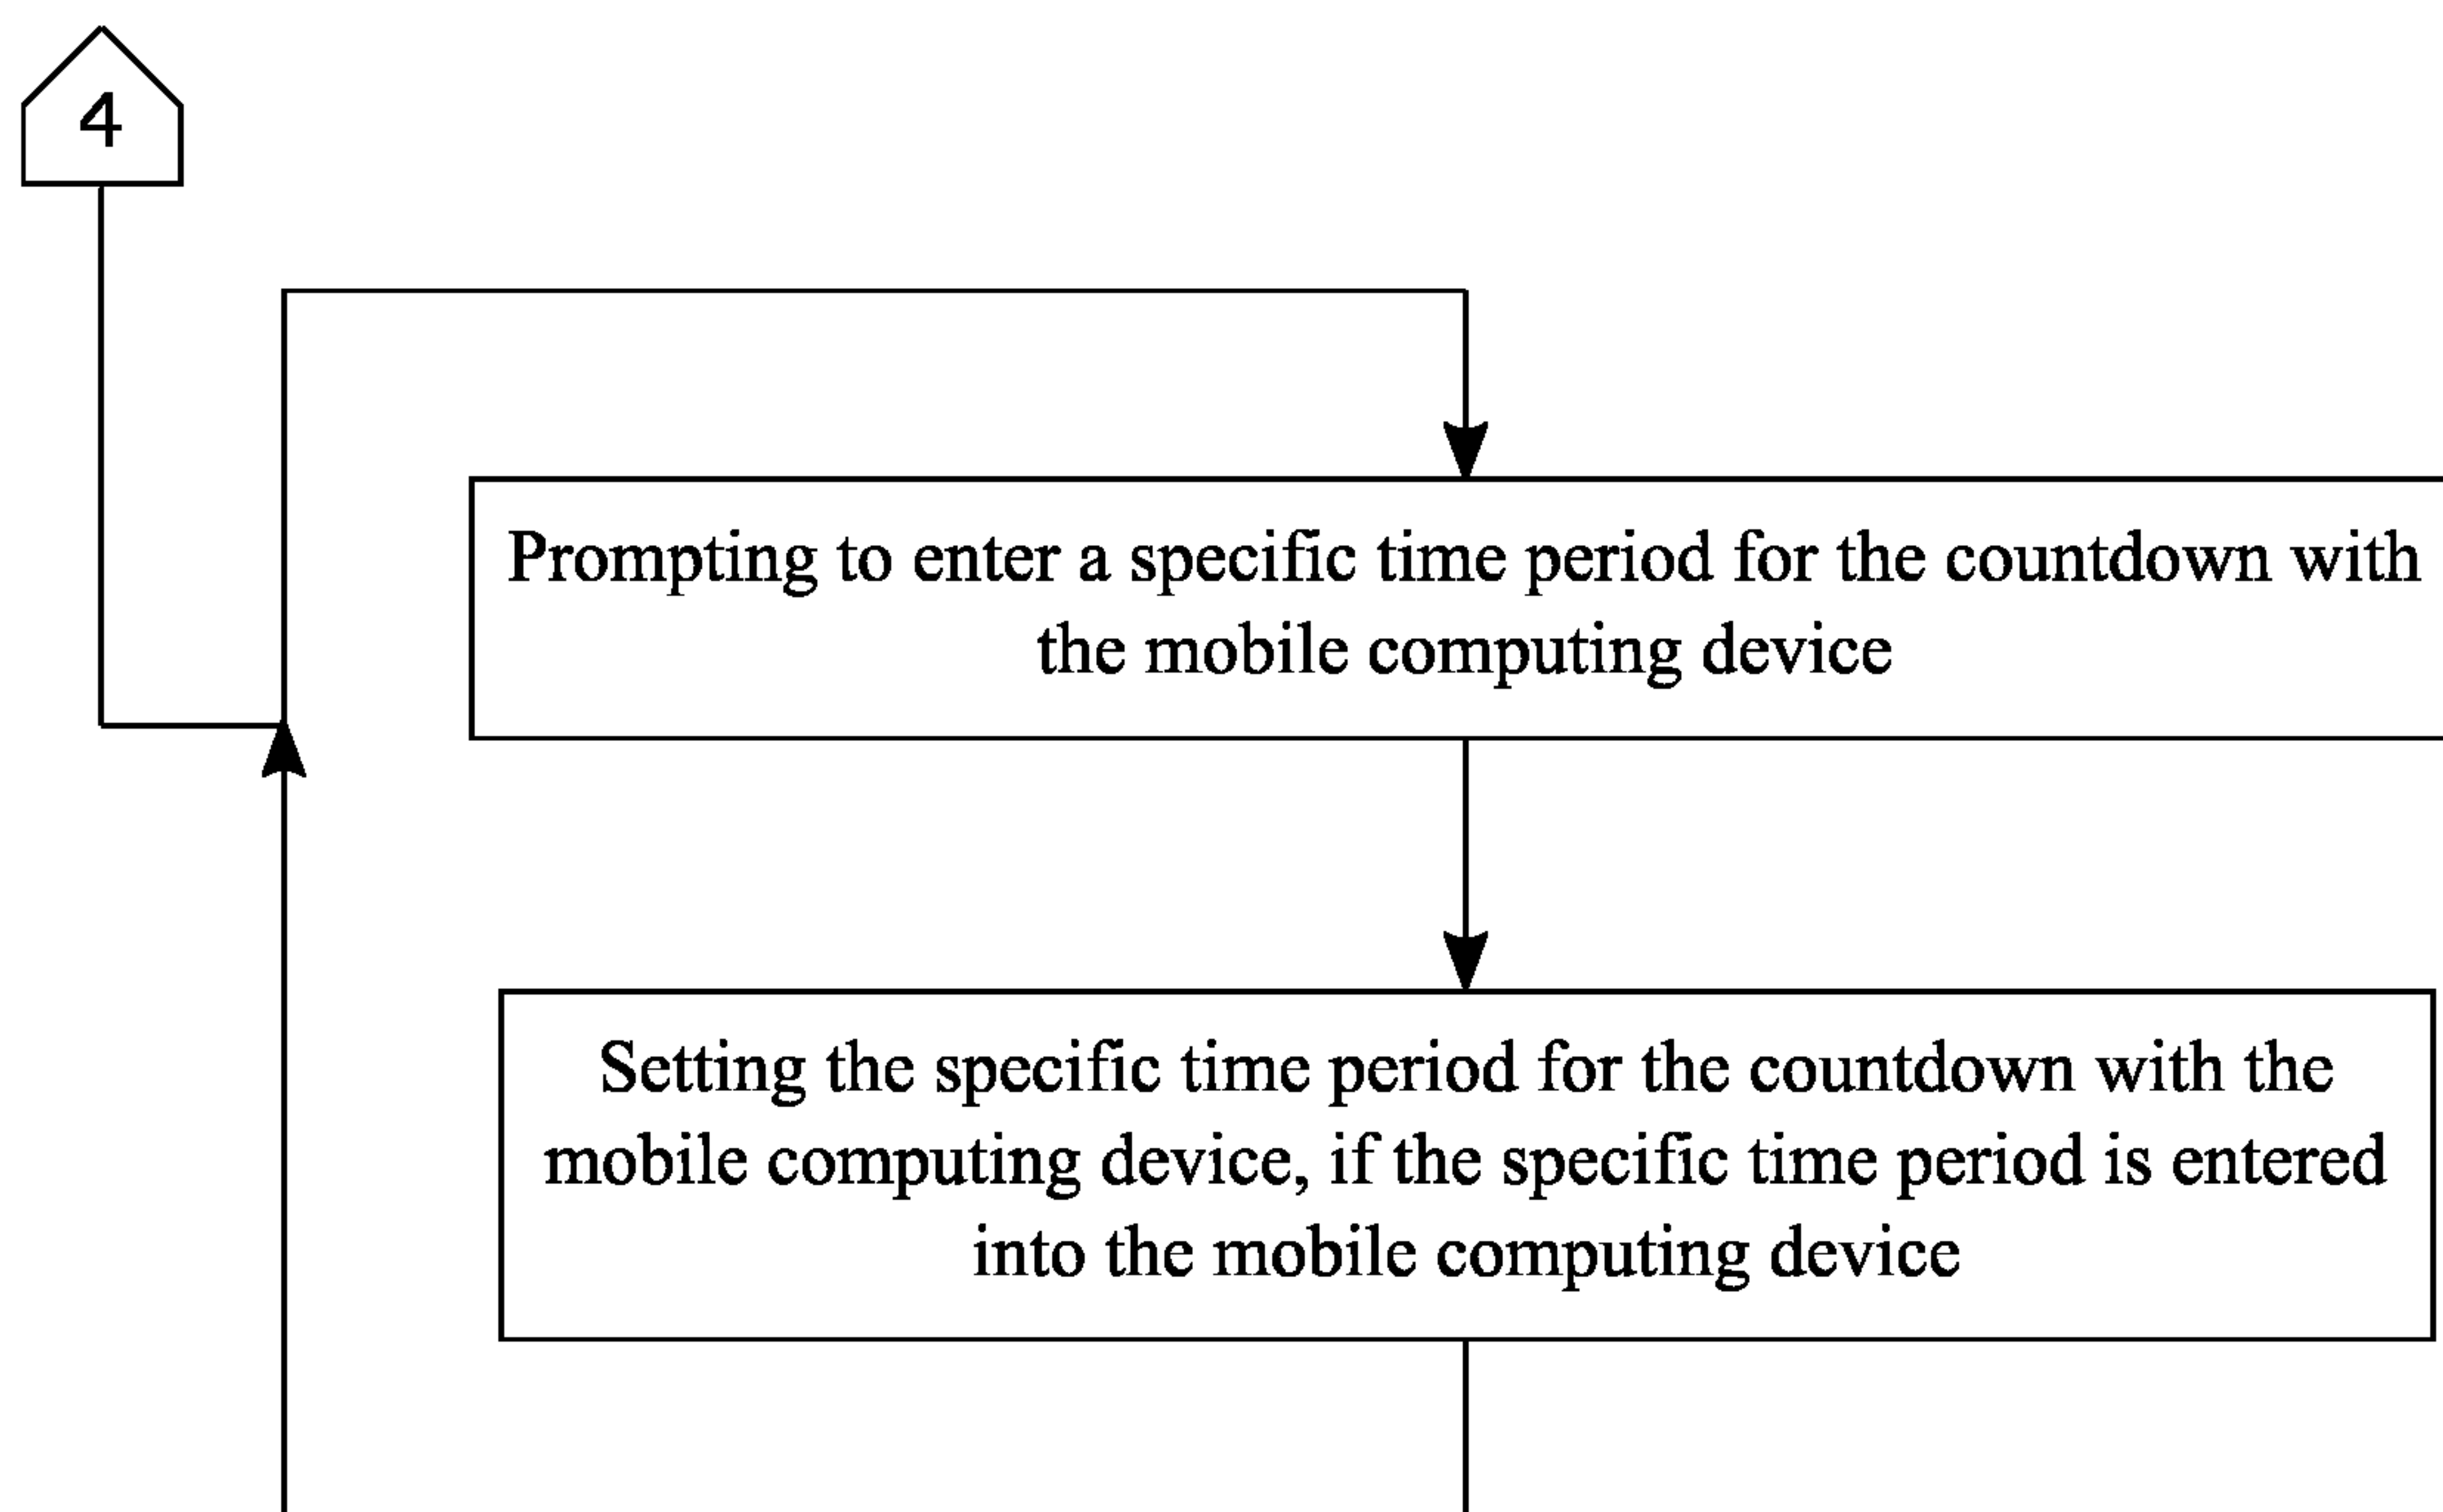 4
Prompting to enter a specific time period for the countdown with
the mobile computing device
Setting the specific time period for the countdown with the
mobile computing device, if the specific time period is entered
into the mobile computing device